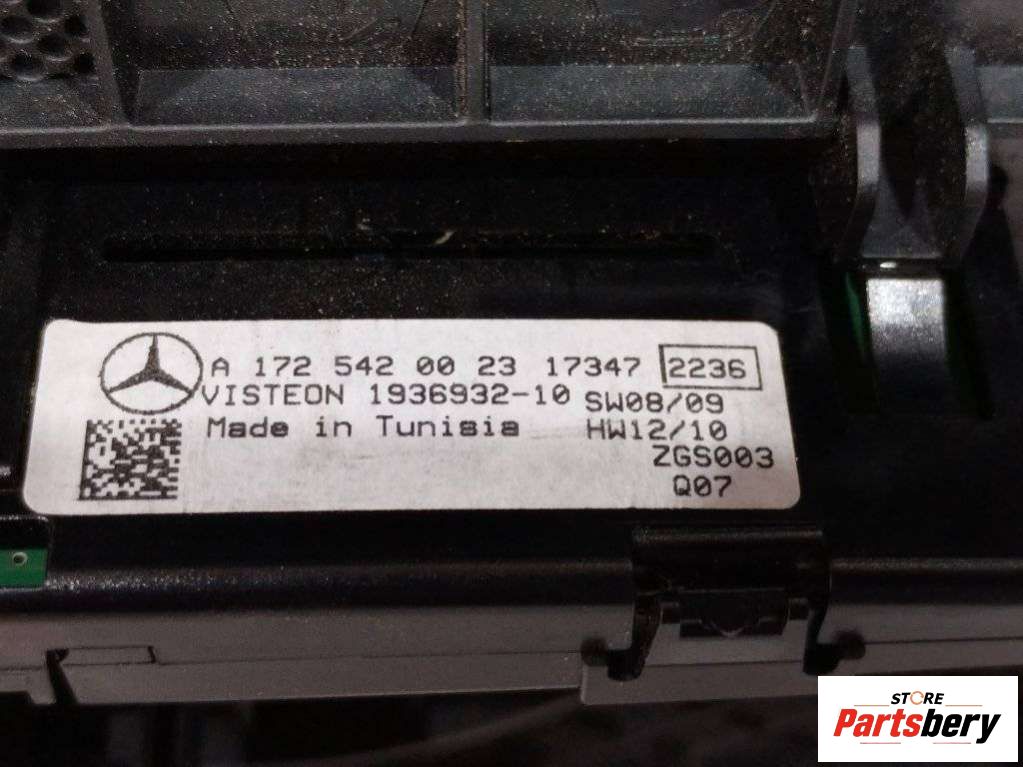 A 172 542 00 23 17347 2236
VISTEON 1936932-10 SW08/09
Made in Tunisia HW12/10
ZGS003
Q07
STORE
Partsbery